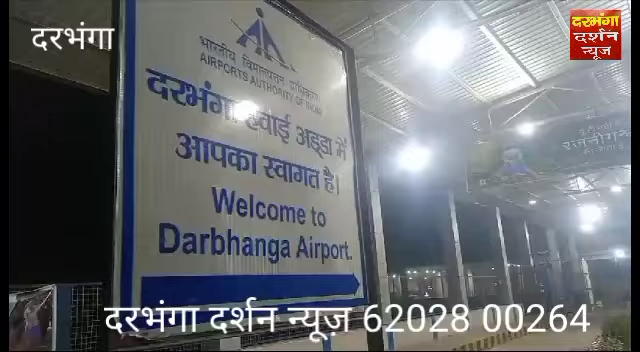 दरभंगा
दरभंगा
दर्शन
न्यूज
भारतीय विमानपत्तन प्राधिकरण
AIRPORTS AUTHORITY OF INDIA
दरभंगा हवाई अड्डा में
आपका स्वागत है।
Welcome to
Darbhanga Airport.
दरभंगा दर्शन न्यूज़ 62028 00264